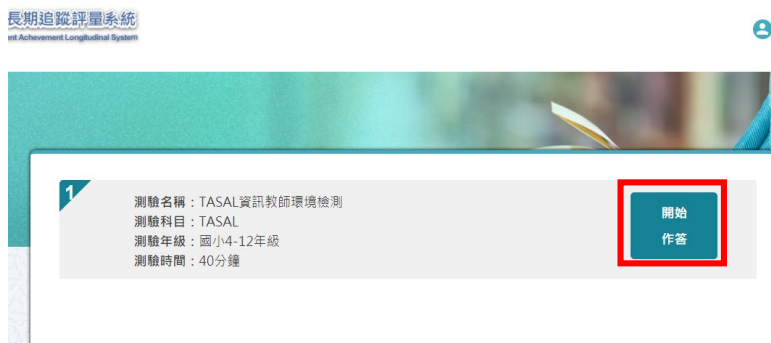 長期追蹤評量系統
nt Achevement Longitudinal System
1
測驗名稱：TASAL資訊教師環境檢測
測驗科目：TASAL
測驗年級：國小4-12年級
測驗時間：40分鐘
開始
作答